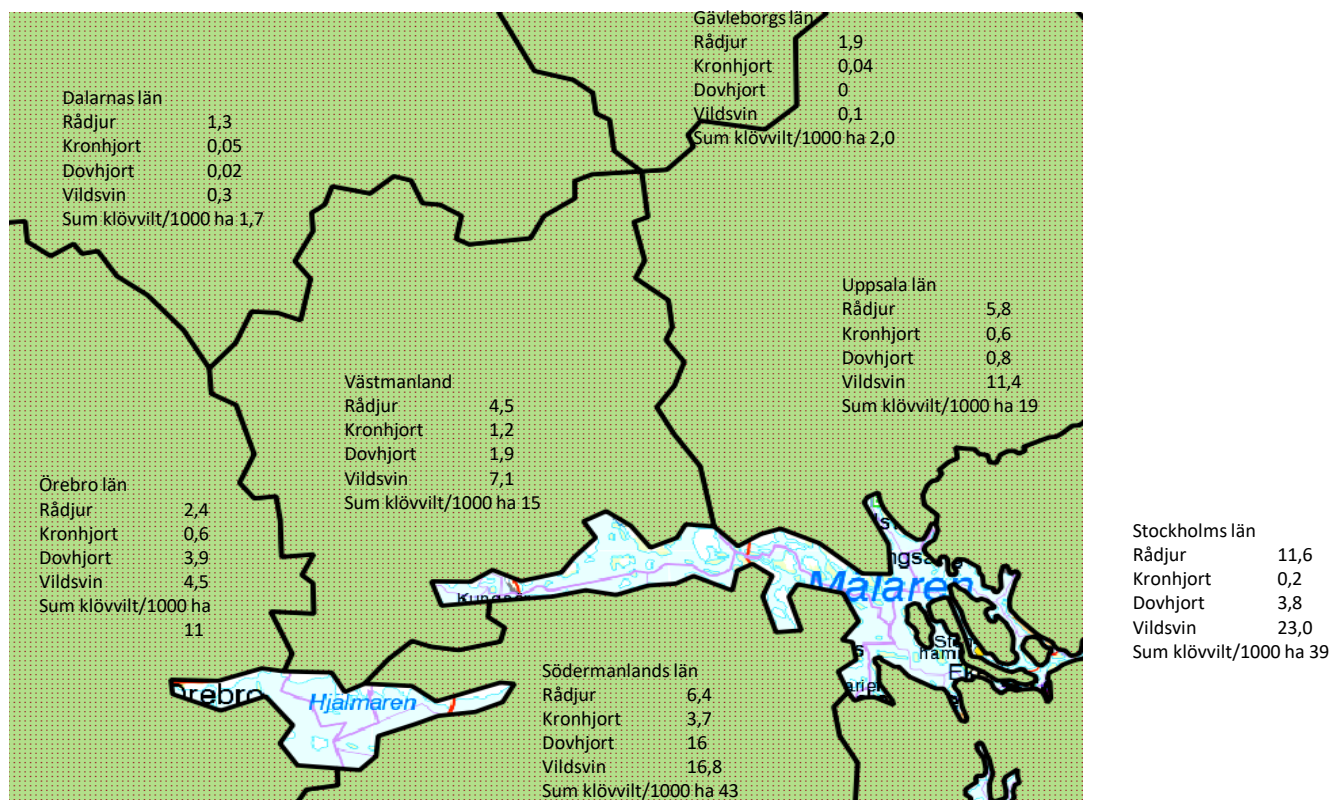 Gävleborgs län
Rådjur 1,9
Kronhjort 0,04
Dovhjort 0
Vildsvin 0,1
Sum klövvilt/1000 ha 2,0
Dalarnas län
Rådjur 1,3
Kronhjort 0,05
Dovhjort 0,02
Vildsvin 0,3
Sum klövvilt/1000 ha 1,7
Uppsala län
Rådjur 5,8
Kronhjort 0,6
Dovhjort 0,8
Vildsvin 11,4
Sum klövvilt/1000 ha 19
Västmanland
Rådjur 4,5
Kronhjort 1,2
Dovhjort 1,9
Vildsvin 7,1
Sum klövvilt/1000 ha 15
Örebro län
Rådjur 2,4
Kronhjort 0,6
Dovhjort 3,9
Vildsvin 4,5
Sum klövvilt/1000 ha
11
Stockholms län
Rådjur 11,6
Kronhjort 0,2
Dovhjort 3,8
Vildsvin 23,0
Sum klövvilt/1000 ha 39
Mälaren
Örebro
Hjälmaren
Södermanlands län
Rådjur 6,4
Kronhjort 3,7
Dovhjort 16
Vildsvin 16,8
Sum klövvilt/1000 ha 43